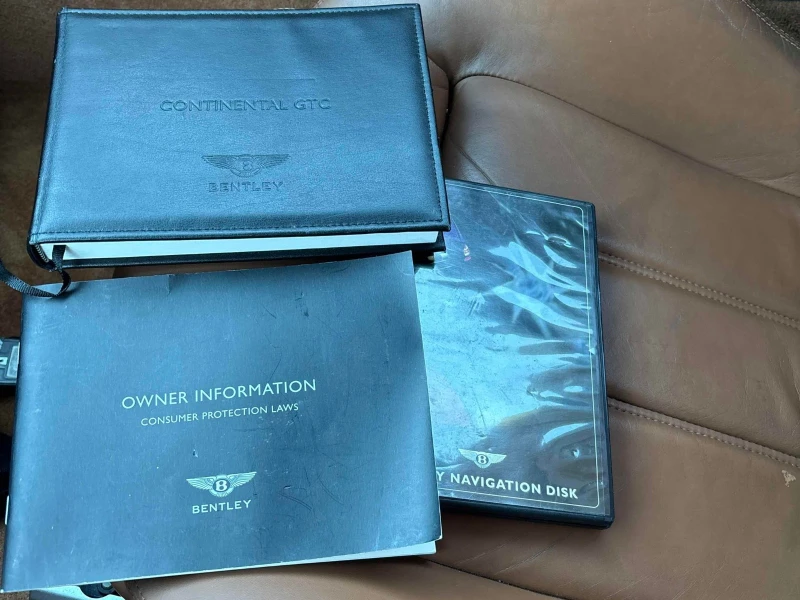 CONTINENTAL GTC
B
BENTLEY
OWNER INFORMATION
CONSUMER PROTECTION LAWS
B
BENTLEY
B
Y NAVIGATION DISK